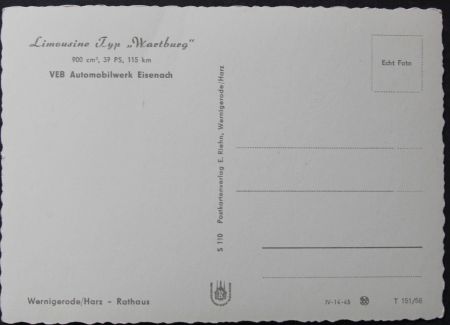 Limousine Typ „Wartburg"
900 cm³, 37 PS, 115 km
VEB Automobilwerk Eisenach
Echt Foto
S 110 Postkartenverlag E. Riehn, Wernigerode/Harz
Wernigerode/Harz - Rathaus
IV-14-45
T 151/56